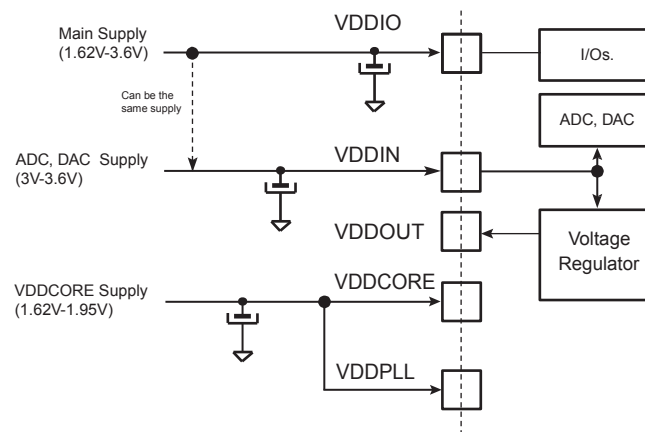 Main Supply
(1.62V-3.6V)
VDDIO
I/Os.
Can be the
same supply
ADC, DAC
ADC, DAC Supply
(3V-3.6V)
VDDIN
VDDOUT
Voltage
Regulator
VDDCORE Supply
(1.62V-1.95V)
VDDCORE
VDDPLL